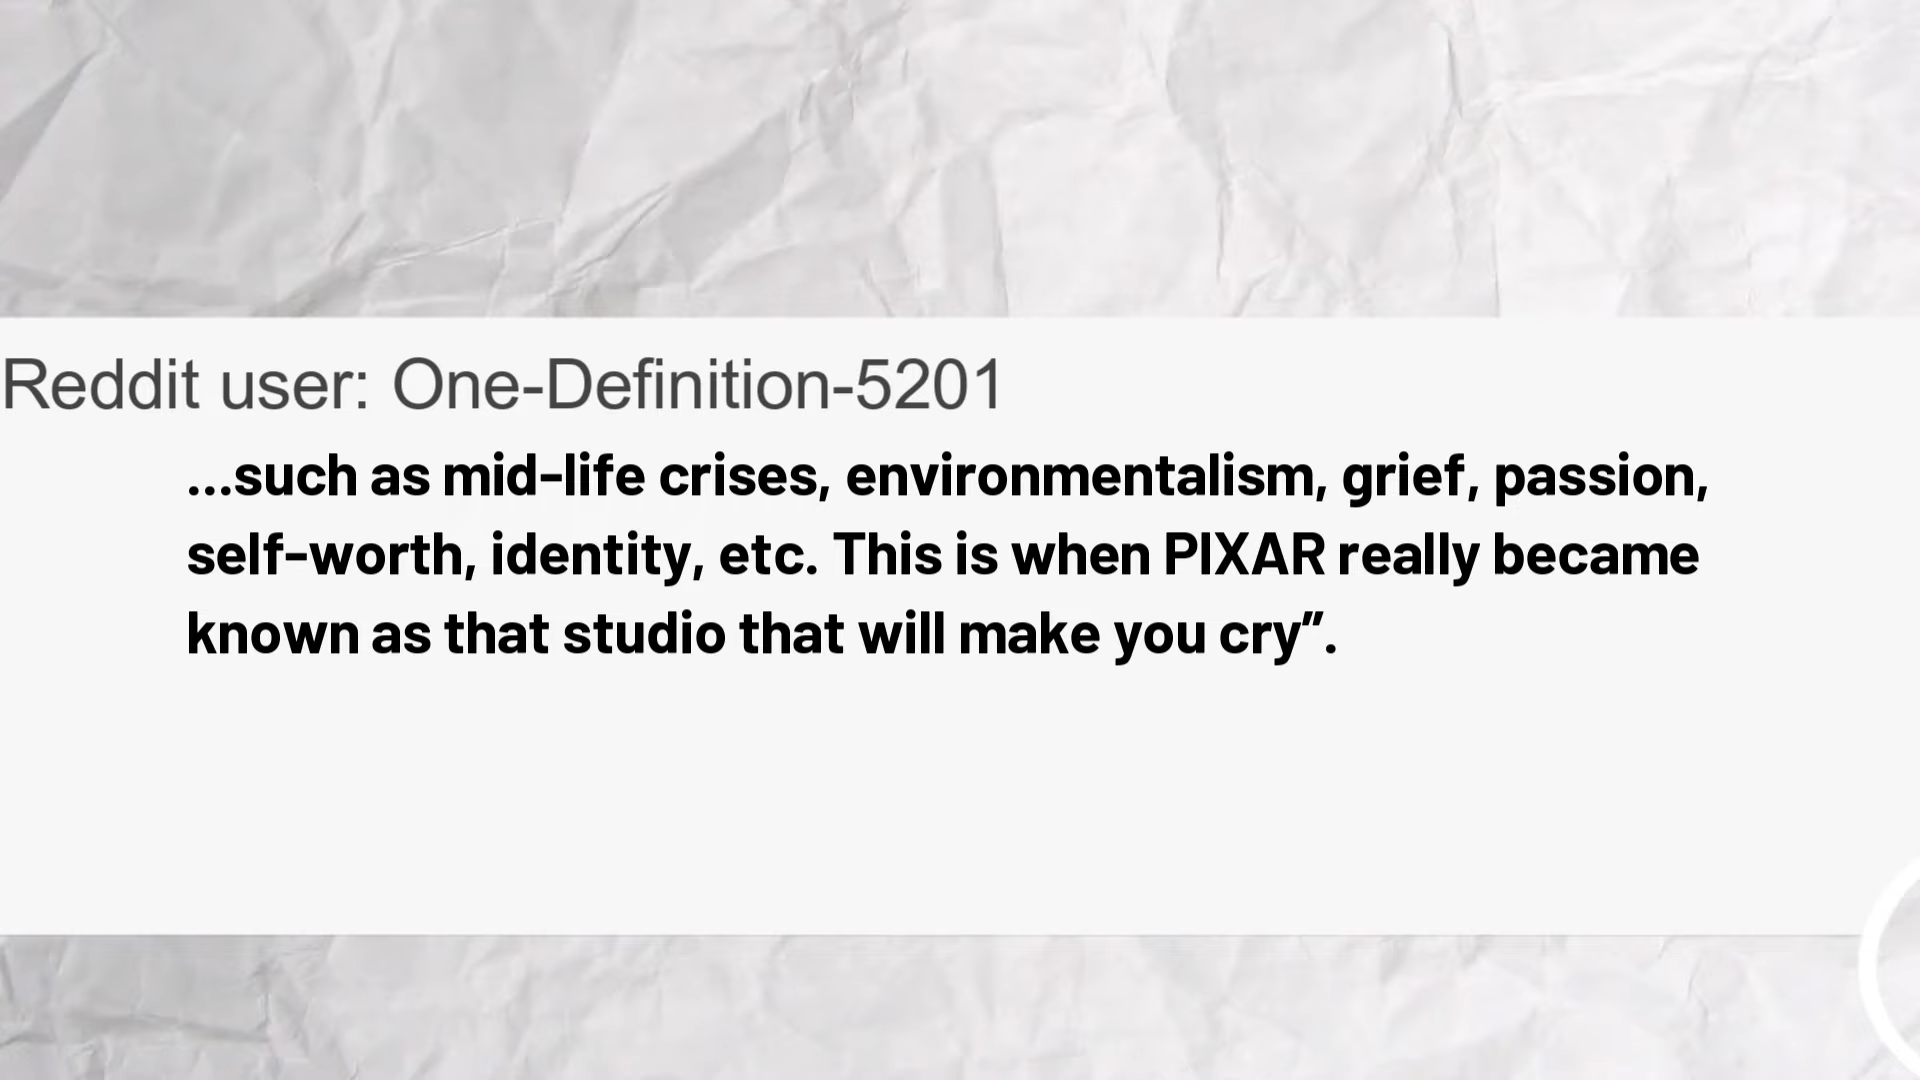 Reddit user: One-Definition-5201
...such as mid-life crises, environmentalism, grief, passion,
self-worth, identity, etc. This is when PIXAR really became
known as that studio that will make you cry”.